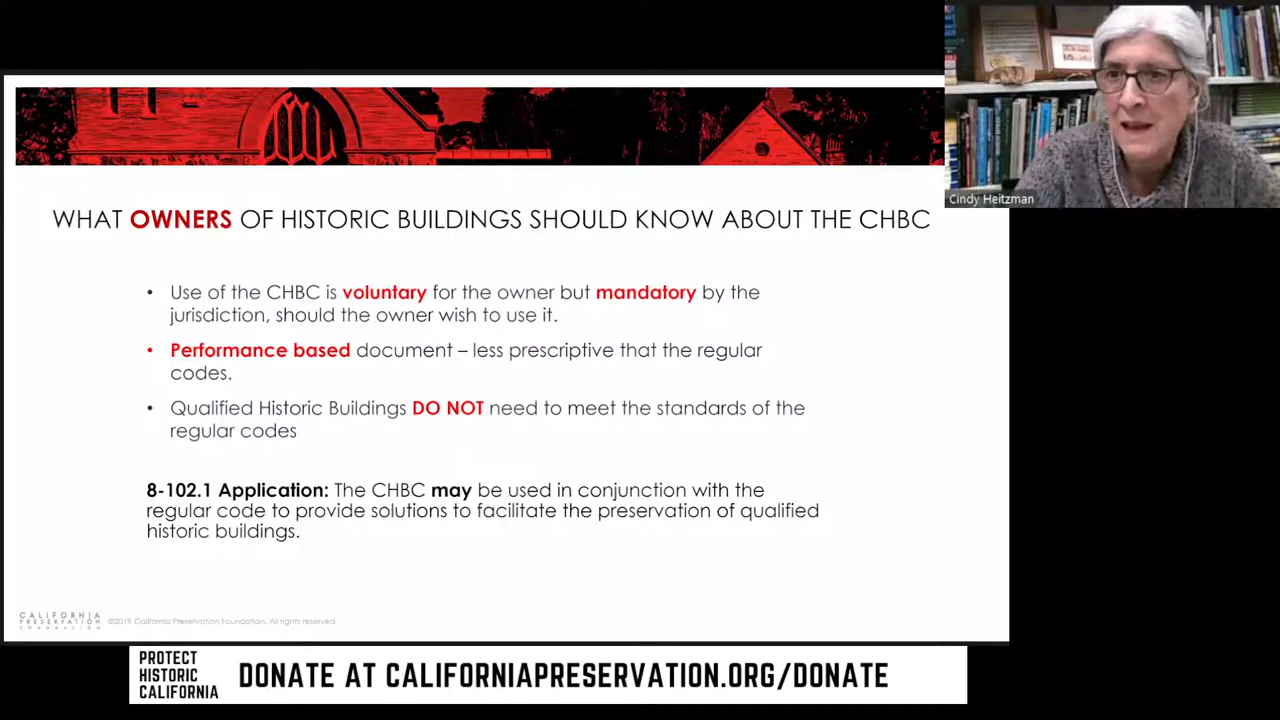 Cindy Heitzman
WHAT OWNERS OF HISTORIC BUILDINGS SHOULD KNOW ABOUT THE CHBC
• Use of the CHBC is voluntary for the owner but mandatory by the
jurisdiction, should the owner wish to use it.
• Performance based document – less prescriptive that the regular
codes.
• Qualified Historic Buildings DO NOT need to meet the standards of the
regular codes
8-102.1 Application: The CHBC may be used in conjunction with the
regular code to provide solutions to facilitate the preservation of qualified
historic buildings.
CALIFORNIA
PRESERVATION
FOUNDATION
©2019 California Preservation Foundation. All rights reserved
PROTECT
HISTORIC
CALIFORNIA
DONATE AT CALIFORNIAPRESERVATION.ORG/DONATE